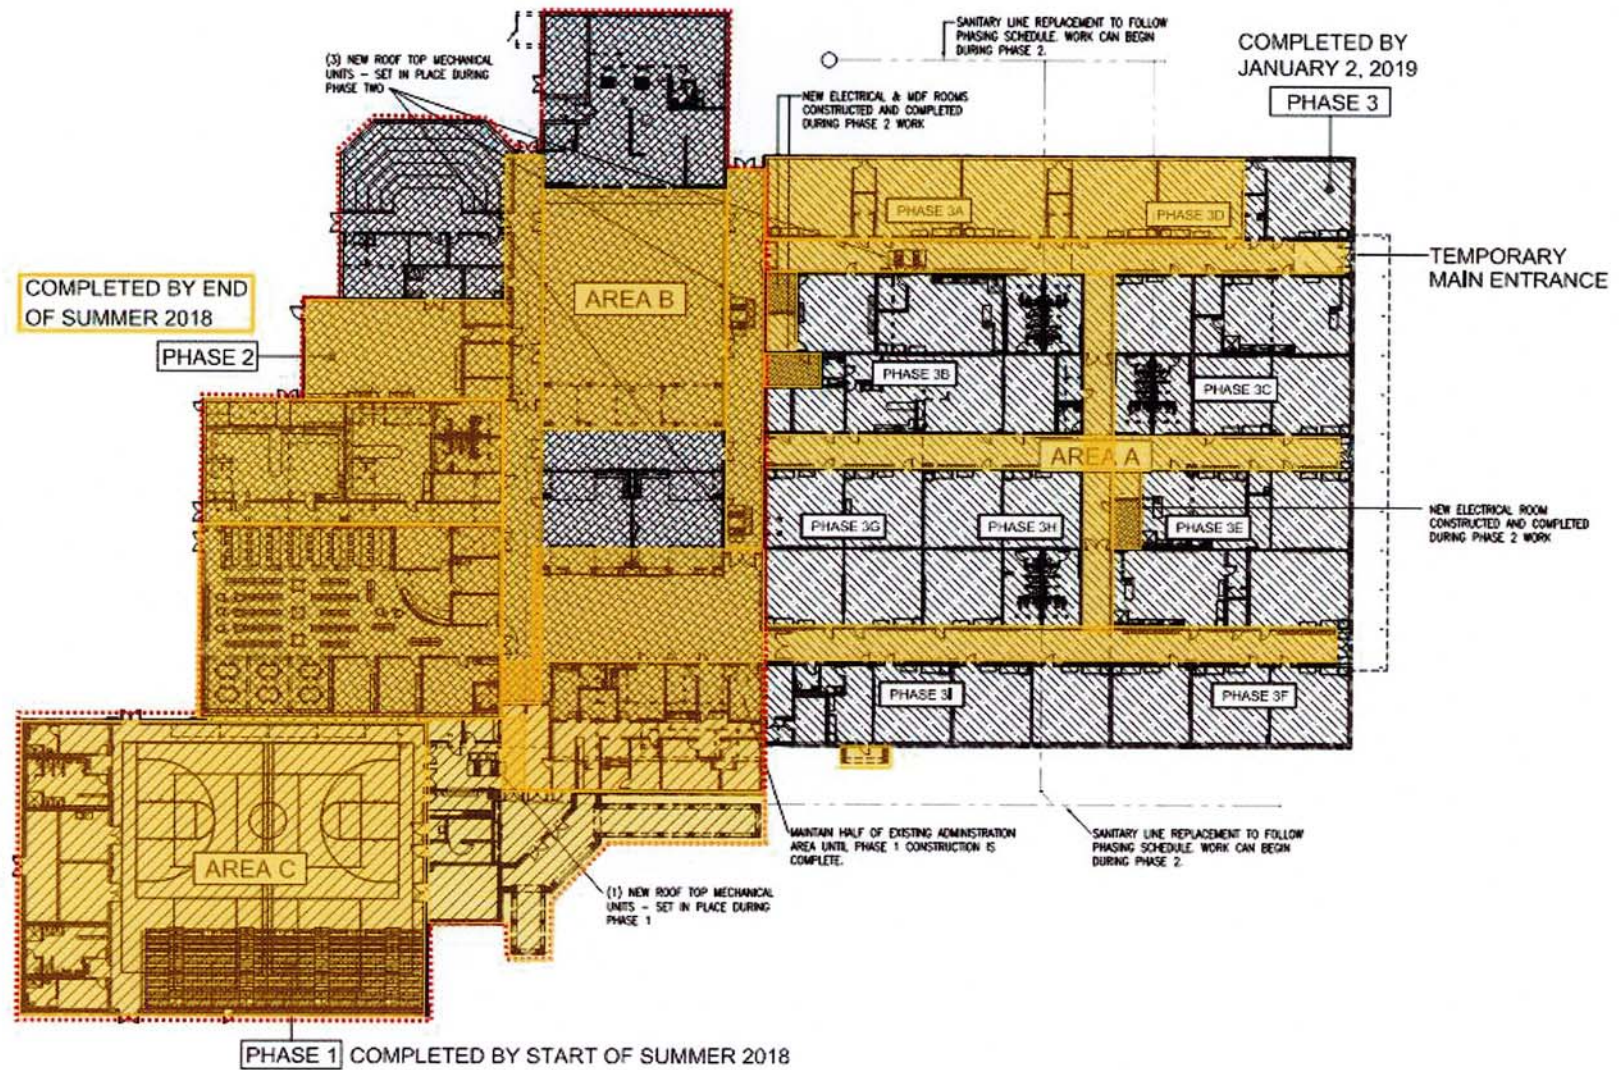 SANITARY LINE REPLACEMENT TO FOLLOW
PHASING SCHEDULE. WORK CAN BEGIN
DURING PHASE 2.
COMPLETED BY
JANUARY 2, 2019
PHASE 3
(3) NEW ROOF TOP MECHANICAL
UNITS – SET IN PLACE DURING
PHASE TWO
NEW ELECTRICAL & MDF ROOMS
CONSTRUCTED AND COMPLETED
DURING PHASE 2 WORK
PHASE 3A
PHASE 3D
TEMPORARY
MAIN ENTRANCE
COMPLETED BY END
OF SUMMER 2018
AREA B
PHASE 2
PHASE 3B
PHASE 3C
AREA A
NEW ELECTRICAL ROOM
CONSTRUCTED AND COMPLETED
DURING PHASE 2 WORK
PHASE 3G
PHASE 3H
PHASE 3E
PHASE 3I
PHASE 3F
MAINTAIN HALF OF EXISTING ADMINISTRATION
AREA UNTIL PHASE 1 CONSTRUCTION IS
COMPLETE.
SANITARY LINE REPLACEMENT TO FOLLOW
PHASING SCHEDULE. WORK CAN BEGIN
DURING PHASE 2.
AREA C
(1) NEW ROOF TOP MECHANICAL
UNITS – SET IN PLACE DURING
PHASE 1
PHASE 1 COMPLETED BY START OF SUMMER 2018